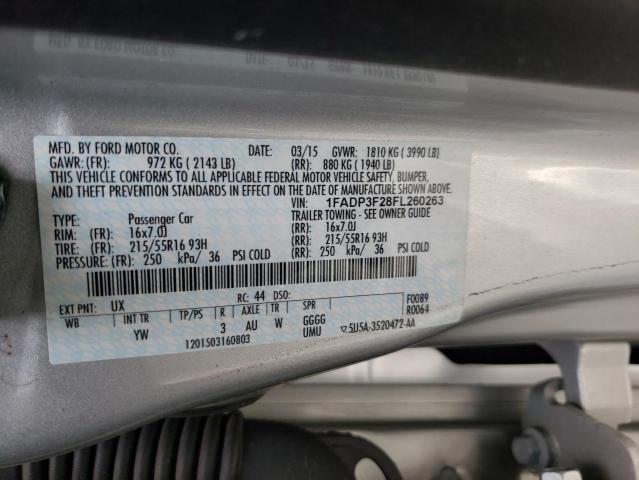 MFD. BY FORD MOTOR CO. DATE: 03/15 GVWR: 1810 KG ( 3990 LB)
GAWR: (FR): 972 KG ( 2143 LB) (RR): 880 KG ( 1940 LB)
THIS VEHICLE CONFORMS TO ALL APPLICABLE FEDERAL MOTOR VEHICLE SAFETY, BUMPER,
AND THEFT PREVENTION STANDARDS IN EFFECT ON THE DATE OF MANUFACTURE SHOWN ABOVE.
VIN: 1FADP3F28FL260263
TYPE: Passenger Car TRAILER TOWING - SEE OWNER GUIDE
RIM: (FR) 16x7.0J (RR): 16x7.0J
TIRE: (FR): 215/55R16 93H (RR): 215/55R16 93H
PRESSURE: (FR) 250 kPa/ 36 PSI COLD (RR): 250 kPa/ 36 PSI COLD
EXT PNT: UX RC: 44 DSO: F0089
WB INT TR TP/PS R AXLE TR SPR R0064
YW 3 AU W GGGG
UMU 5U5A-3520472-AA
1201503160803